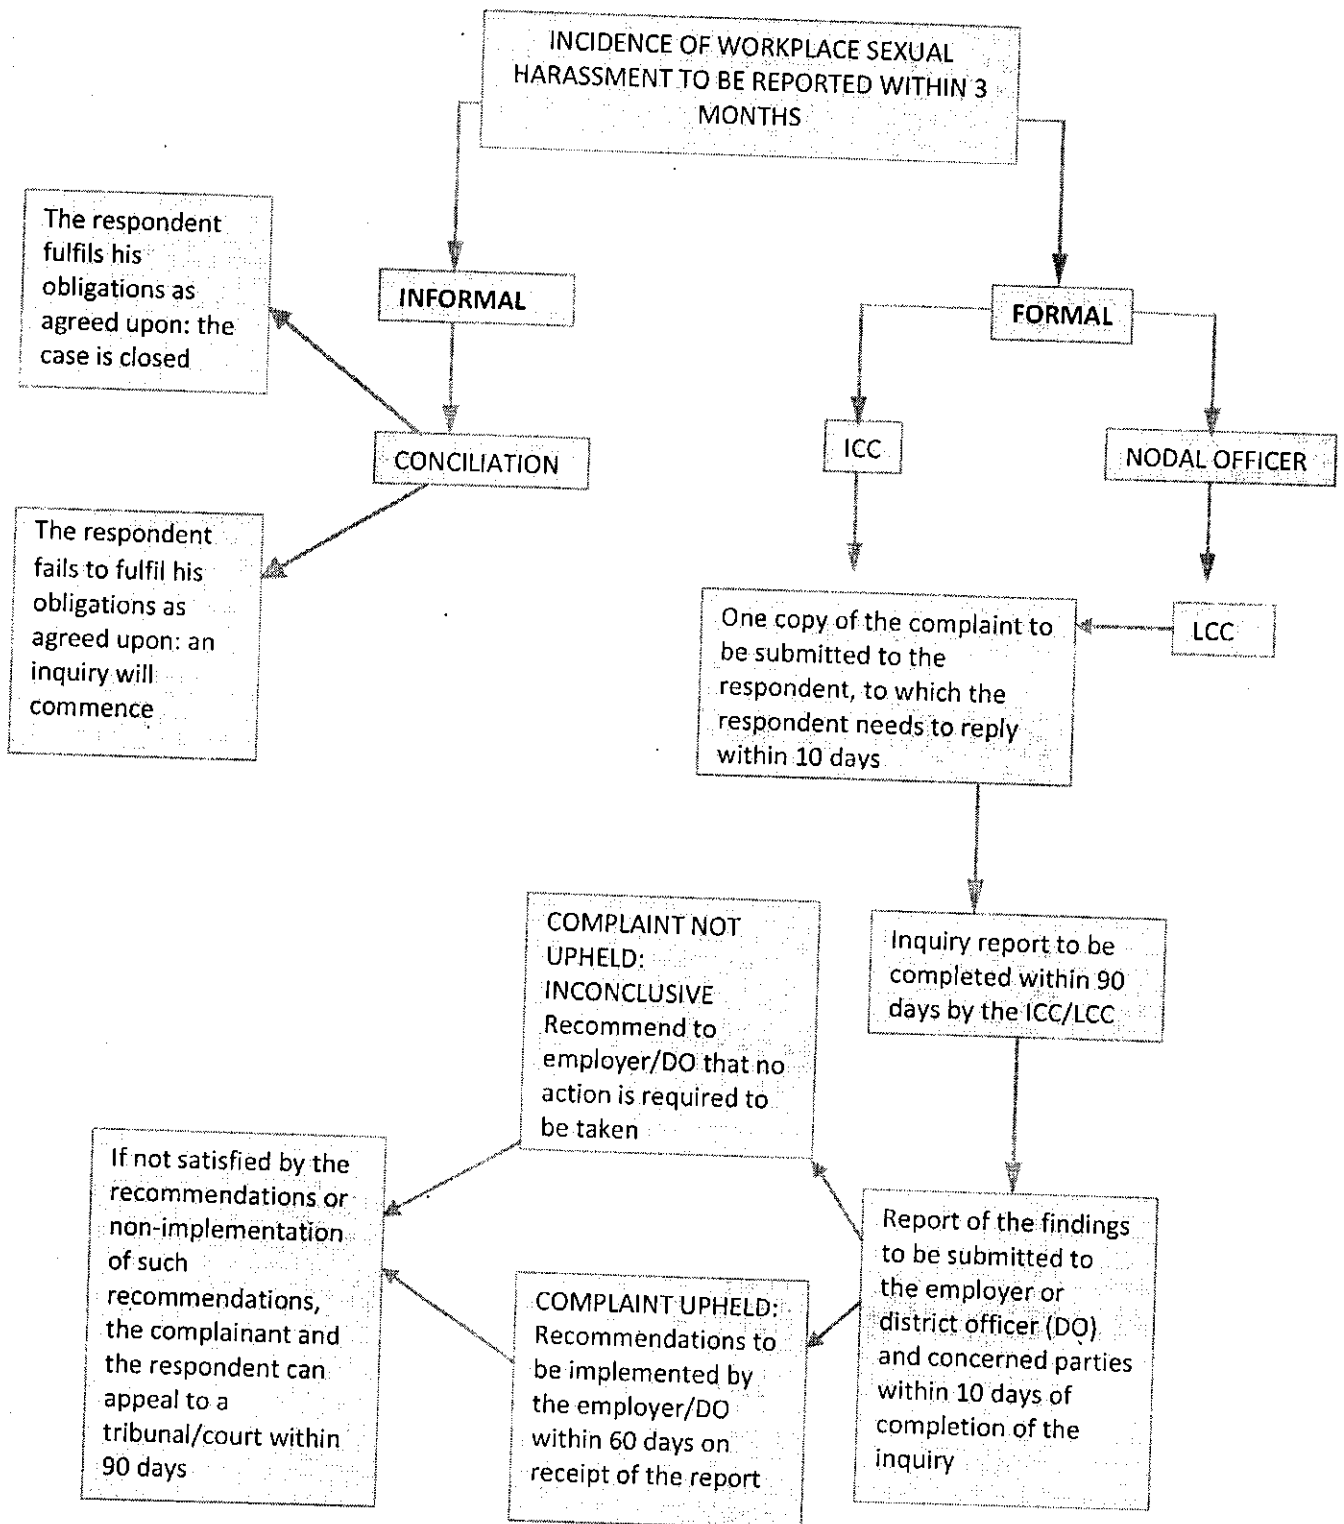 INCIDENCE OF WORKPLACE SEXUAL
HARASSMENT TO BE REPORTED WITHIN 3
MONTHS
The respondent
fulfils his
obligations as
agreed upon: the
case is closed
INFORMAL
FORMAL
CONCILIATION
ICC
NODAL OFFICER
The respondent
fails to fulfil his
obligations as
agreed upon: an
inquiry will
commence
One copy of the complaint to
be submitted to the
respondent, to which the
respondent needs to reply
within 10 days
LCC
COMPLAINT NOT
UPHELD:
INCONCLUSIVE
Recommend to
employer/DO that no
action is required to
be taken
Inquiry report to be
completed within 90
days by the ICC/LCC
If not satisfied by the
recommendations or
non-implementation
of such
recommendations,
the complainant and
the respondent can
appeal to a
tribunal/court within
90 days
COMPLAINT UPHELD:
Recommendations to
be implemented by
the employer/DO
within 60 days on
receipt of the report
Report of the findings
to be submitted to
the employer or
district officer (DO)
and concerned parties
within 10 days of
completion of the
inquiry